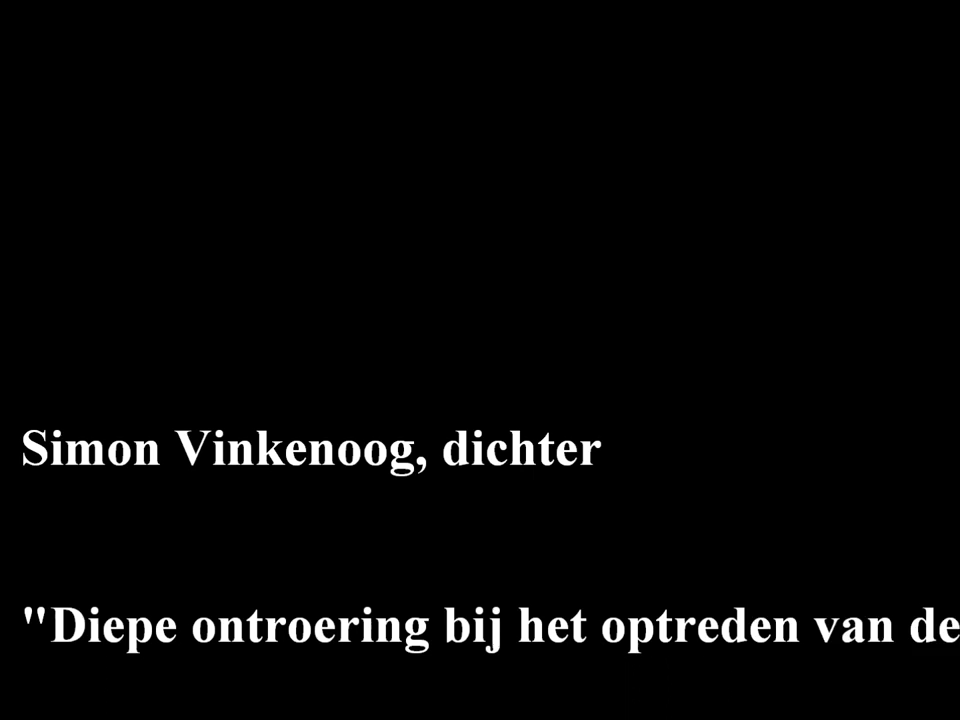 Simon Vinkenoog, dichter
"Diepe ontroering bij het optreden van de